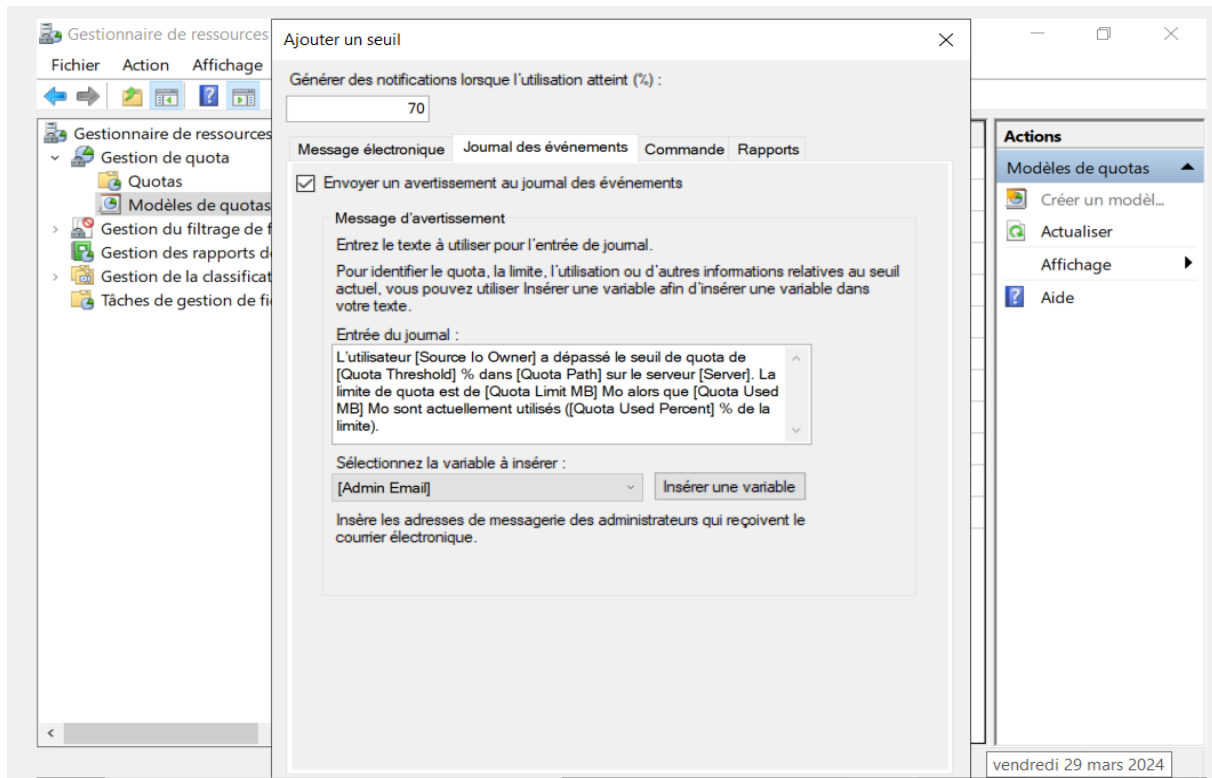 Gestionnaire de ressources
Fichier Action Affichage
Gestionnaire de ressources
Gestion de quota
Quotas
Modèles de quotas
Gestion du filtrage de f
Gestion des rapports d
Gestion de la classificat
Tâches de gestion de fi
Ajouter un seuil
Générer des notifications lorsque l'utilisation atteint (%) :
70
Message électronique Journal des événements Commande Rapports
Envoyer un avertissement au journal des événements
Message d'avertissement
Entrez le texte à utiliser pour l'entrée de journal.
Pour identifier le quota, la limite, l'utilisation ou d'autres informations relatives au seuil
actuel, vous pouvez utiliser Insérer une variable afin d'insérer une variable dans
votre texte.
Entrée du journal :
L'utilisateur [Source Io Owner] a dépassé le seuil de quota de
[Quota Threshold] % dans [Quota Path] sur le serveur [Server]. La
limite de quota est de [Quota Limit MB] Mo alors que [Quota Used
MB] Mo sont actuellement utilisés ([Quota Used Percent] % de la
limite).
Sélectionnez la variable à insérer :
[Admin Email] Insérer une variable
Insère les adresses de messagerie des administrateurs qui reçoivent le
courrier électronique.
Actions
Modèles de quotas
Créer un modèl...
Actualiser
Affichage
Aide
vendredi 29 mars 2024